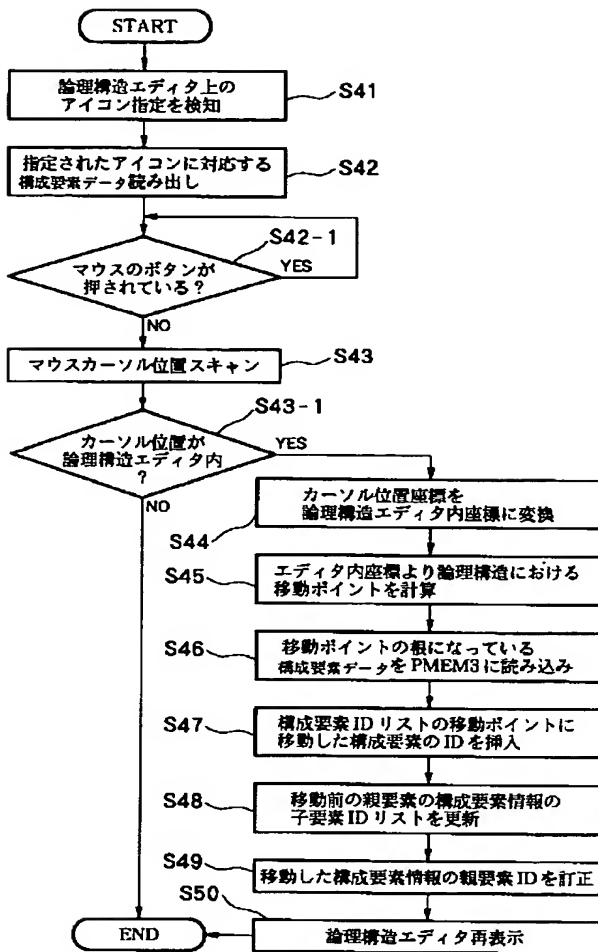 START
論理構造エディタ上の
アイコン指定を検知
S41
指定されたアイコンに対応する
構成要素データ読み出し
S42
S42-1
マウスのボタンが
押されている？
YES
NO
マウスカーソル位置スキャン
S43
S43-1
カーソル位置が
論理構造エディタ内
？
YES
NO
カーソル位置座標を
論理構造エディタ内座標に変換
S44
エディタ内座標より論理構造における
移動ポイントを計算
S45
移動ポイントの根になっている
構成要素データをPMEM3に読み込み
S46
構成要素IDリストの移動ポイントに
移動した構成要素のIDを挿入
S47
移動前の親要素の構成要素情報の
子要素IDリストを更新
S48
移動した構成要素情報の親要素IDを訂正
S49
S50
論理構造エディタ再表示
END